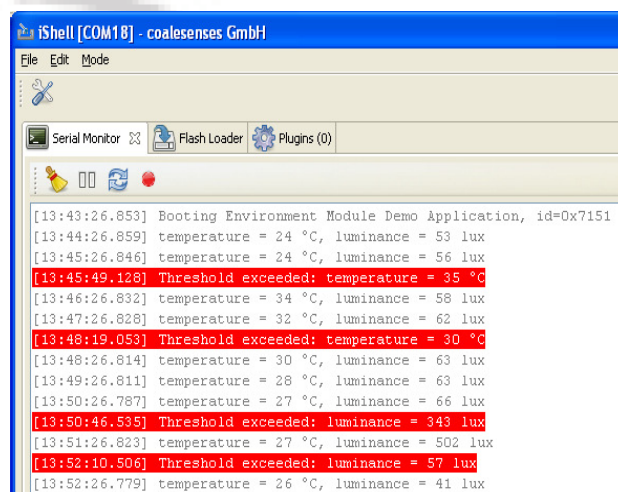 iShell [COM18] - coalesenses GmbH
File Edit Mode
Serial Monitor Flash Loader Plugins (0)
[13:43:26.853] Booting Environment Module Demo Application, id=0x7151
[13:44:26.859] temperature = 24 °C, luminance = 53 lux
[13:45:26.846] temperature = 24 °C, luminance = 56 lux
[13:45:49.128] Threshold exceeded: temperature = 35 °C
[13:46:26.832] temperature = 34 °C, luminance = 58 lux
[13:47:26.828] temperature = 32 °C, luminance = 62 lux
[13:48:19.053] Threshold exceeded: temperature = 30 °C
[13:48:26.814] temperature = 30 °C, luminance = 63 lux
[13:49:26.811] temperature = 28 °C, luminance = 63 lux
[13:50:26.787] temperature = 27 °C, luminance = 66 lux
[13:50:46.535] Threshold exceeded: luminance = 343 lux
[13:51:26.823] temperature = 27 °C, luminance = 502 lux
[13:52:10.506] Threshold exceeded: luminance = 57 lux
[13:52:26.779] temperature = 26 °C, luminance = 41 lux